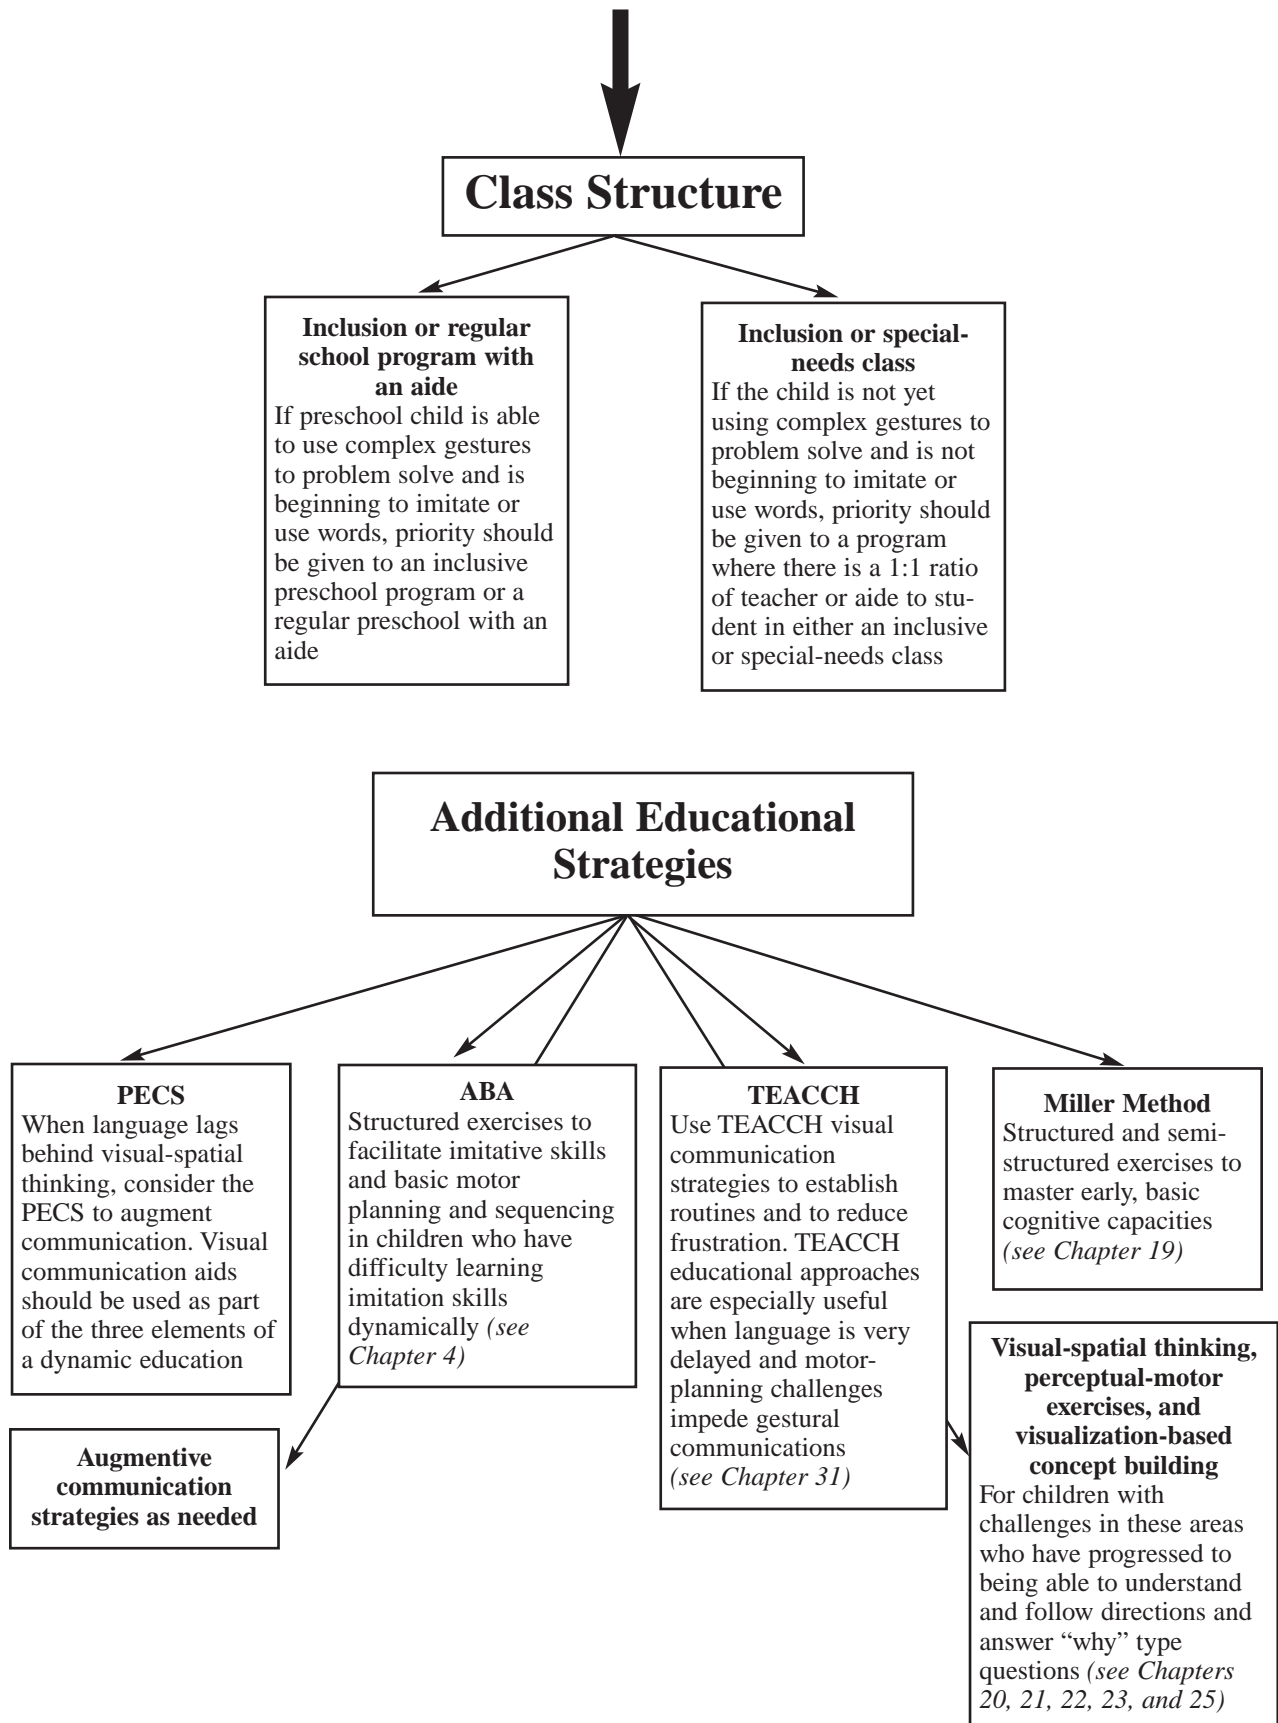 Class Structure
Inclusion or regular
school program with
an aide
If preschool child is able
to use complex gestures
to problem solve and is
beginning to imitate or
use words, priority should
be given to an inclusive
preschool program or a
regular preschool with an
aide
Inclusion or special-
needs class
If the child is not yet
using complex gestures to
problem solve and is not
beginning to imitate or
use words, priority should
be given to a program
where there is a 1:1 ratio
of teacher or aide to stu-
dent in either an inclusive
or special-needs class
Additional Educational
Strategies
PECS
When language lags
behind visual-spatial
thinking, consider the
PECS to augment
communication. Visual
communication aids
should be used as part
of the three elements of
a dynamic education
ABA
Structured exercises to
facilitate imitative skills
and basic motor
planning and sequencing
in children who have
difficulty learning
imitation skills
dynamically (see
Chapter 4)
TEACCH
Use TEACCH visual
communication
strategies to establish
routines and to reduce
frustration. TEACCH
educational approaches
are especially useful
when language is very
delayed and motor-
planning challenges
impede gestural
communications
(see Chapter 31)
Miller Method
Structured and semi-
structured exercises to
master early, basic
cognitive capacities
(see Chapter 19)
Augmentive
communication
strategies as needed
Visual-spatial thinking,
perceptual-motor
exercises, and
visualization-based
concept building
For children with
challenges in these areas
who have progressed to
being able to understand
and follow directions and
answer “why” type
questions (see Chapters
20, 21, 22, 23, and 25)